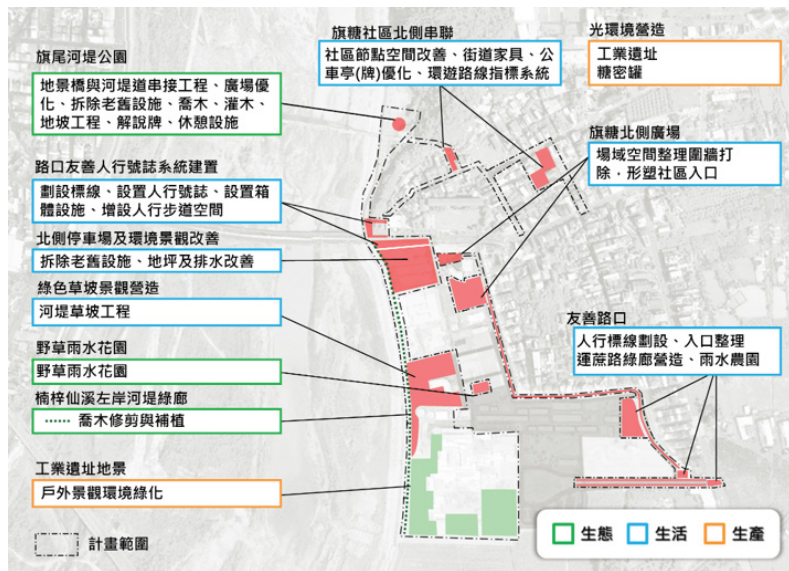 旗尾河堤公園
地景橋與河堤道串接工程、廣場優
化、拆除老舊設施、喬木、灌木、
地坡工程、解說牌、休憩設施
路口友善人行號誌系統建置
劃設標線、設置人行號誌、設置箱
體設施、增設人行步道空間
北側停車場及環境景觀改善
拆除老舊設施、地坪及排水改善
綠色草坡景觀營造
河堤草坡工程
野草雨水花園
野草雨水花園
楠梓仙溪左岸河堤綠廊
喬木修剪與補植
工業遺址地景
戶外景觀環境綠化
計畫範圍
旗糖社區北側串聯
社區節點空間改善、街道家具、公
車亭(牌)優化、環遊路線指標系統
光環境營造
工業遺址
糖密罐
旗糖北側廣場
場域空間整理圍牆打
除．形塑社區入口
友善路口
人行標線劃設、入口整理
運蔗路綠廊營造、雨水農園
生態
生活
生產